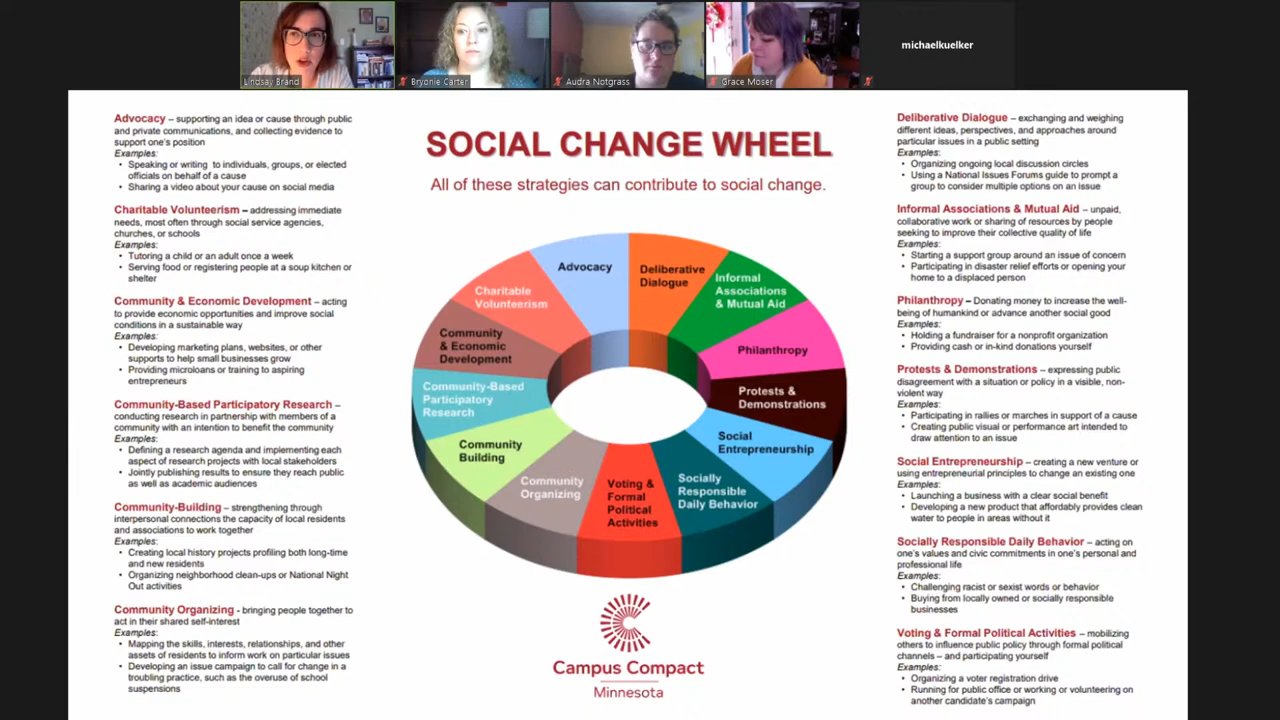 Lindsay Brand
Bryonie Carter
Audra Notgrass
Grace Moser
michaelkuelker
SOCIAL CHANGE WHEEL
All of these strategies can contribute to social change.
Advocacy – supporting an idea or cause through public
and private communications, and collecting evidence to
support one's position
Examples:
• Speaking or writing to individuals, groups, or elected
officials on behalf of a cause
• Sharing a video about your cause on social media
Charitable Volunteerism – addressing immediate
needs, most often through social service agencies,
churches, or schools
Examples:
• Tutoring a child or an adult once a week
• Serving food or registering people at a soup kitchen or
shelter
Community & Economic Development – acting
to provide economic opportunities and improve social
conditions in a sustainable way
Examples:
• Developing marketing plans, websites, or other
supports to help small businesses grow
• Providing microloans or training to aspiring
entrepreneurs
Community-Based Participatory Research –
conducting research in partnership with members of a
community with an intention to benefit the community
Examples:
• Defining a research agenda and implementing each
aspect of research projects with local stakeholders
• Jointly publishing results to ensure they reach public
as well as academic audiences
Community-Building – strengthening through
interpersonal connections the capacity of local residents
and associations to work together
Examples:
• Creating local history projects profiling both long-time
and new residents
• Organizing neighborhood clean-ups or National Night
Out activities
Community Organizing - bringing people together to
act in their shared self-interest
Examples:
• Mapping the skills, interests, relationships, and other
assets of residents to inform work on particular issues
• Developing an issue campaign to call for change in a
troubling practice, such as the overuse of school
suspensions
Advocacy
Deliberative
Dialogue
Informal
Associations
& Mutual Aid
Philanthropy
Protests &
Demonstrations
Social
Entrepreneurship
Socially
Responsible
Daily Behavior
Voting &
Formal
Political
Activities
Community
Organizing
Community
Building
Community-Based
Participatory
Research
Community
& Economic
Development
Charitable
Volunteerism
Campus Compact
Minnesota
Deliberative Dialogue – exchanging and weighing
different ideas, perspectives, and approaches around
particular issues in a public setting
Examples:
• Organizing ongoing local discussion circles
• Using a National Issues Forums guide to prompt a
group to consider multiple options on an issue
Informal Associations & Mutual Aid – unpaid,
collaborative work or sharing of resources by people
seeking to improve their collective quality of life
Examples:
• Starting a support group around an issue of concern
• Participating in disaster relief efforts or opening your
home to a displaced person
Philanthropy – Donating money to increase the well-
being of humankind or advance another social good
Examples:
• Holding a fundraiser for a nonprofit organization
• Providing cash or in-kind donations yourself
Protests & Demonstrations – expressing public
disagreement with a situation or policy in a visible, non-
violent way
Examples:
• Participating in rallies or marches in support of a cause
• Creating public visual or performance art intended to
draw attention to an issue
Social Entrepreneurship – creating a new venture or
using entrepreneurial principles to change an existing one
Examples:
• Launching a business with a clear social benefit
• Developing a new product that affordably provides clean
water to people in areas without it
Socially Responsible Daily Behavior – acting on
one's values and civic commitments in one's personal and
professional life
Examples:
• Challenging racist or sexist words or behavior
• Buying from locally owned or socially responsible
businesses
Voting & Formal Political Activities – mobilizing
others to influence public policy through formal political
channels – and participating yourself
Examples:
• Organizing a voter registration drive
• Running for public office or working or volunteering on
another candidate's campaign